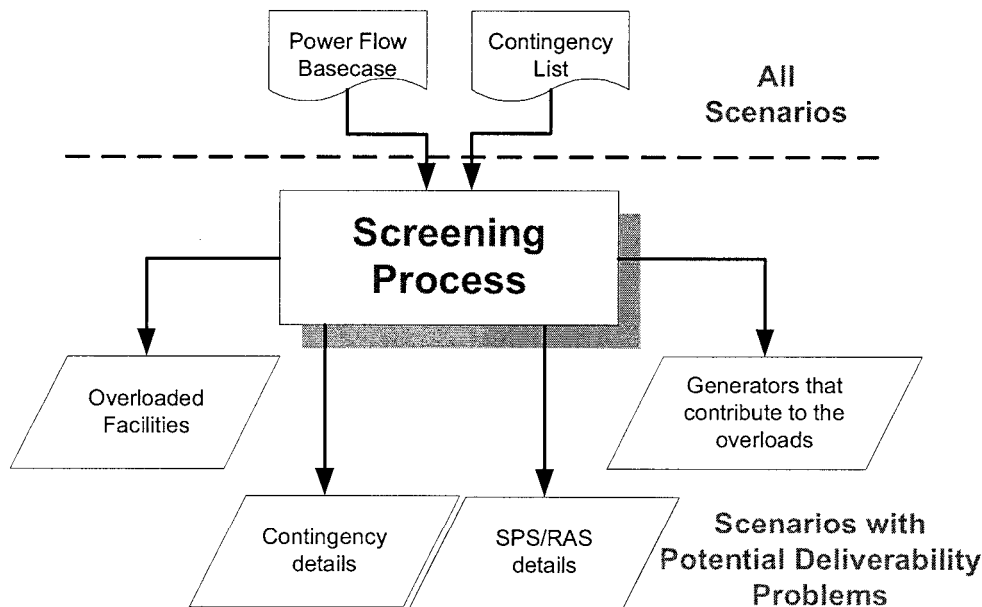 Power Flow
Basecase
Contingency
List
All
Scenarios
Screening
Process
Overloaded
Facilities
Generators that
contribute to the
overloads
Contingency
details
SPS/RAS
details
Scenarios with
Potential Deliverability
Problems